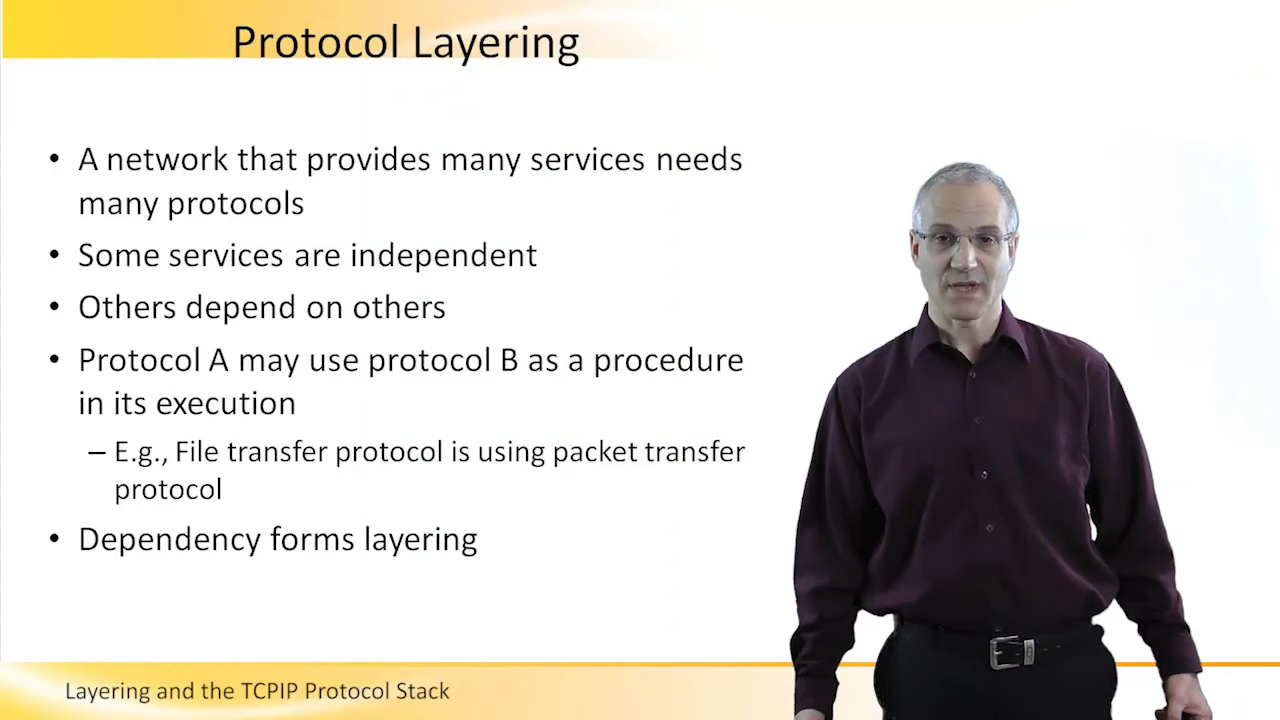 Protocol Layering
• A network that provides many services needs
many protocols
• Some services are independent
• Others depend on others
• Protocol A may use protocol B as a procedure
in its execution
– E.g., File transfer protocol is using packet transfer
protocol
• Dependency forms layering
Layering and the TCPIP Protocol Stack